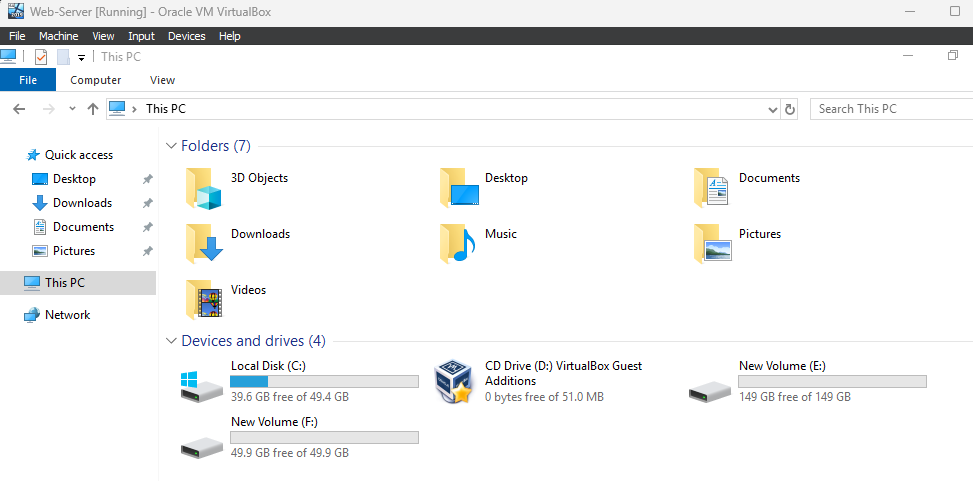 Web-Server [Running] - Oracle VM VirtualBox
File Machine View Input Devices Help
This PC
File Computer View
This PC
Search This PC
Quick access
Desktop
Downloads
Documents
Pictures
This PC
Network
Folders (7)
3D Objects
Desktop
Documents
Downloads
Music
Pictures
Videos
Devices and drives (4)
Local Disk (C:)
39.6 GB free of 49.4 GB
CD Drive (D:) VirtualBox Guest
Additions
0 bytes free of 51.0 MB
New Volume (E:)
149 GB free of 149 GB
New Volume (F:)
49.9 GB free of 49.9 GB